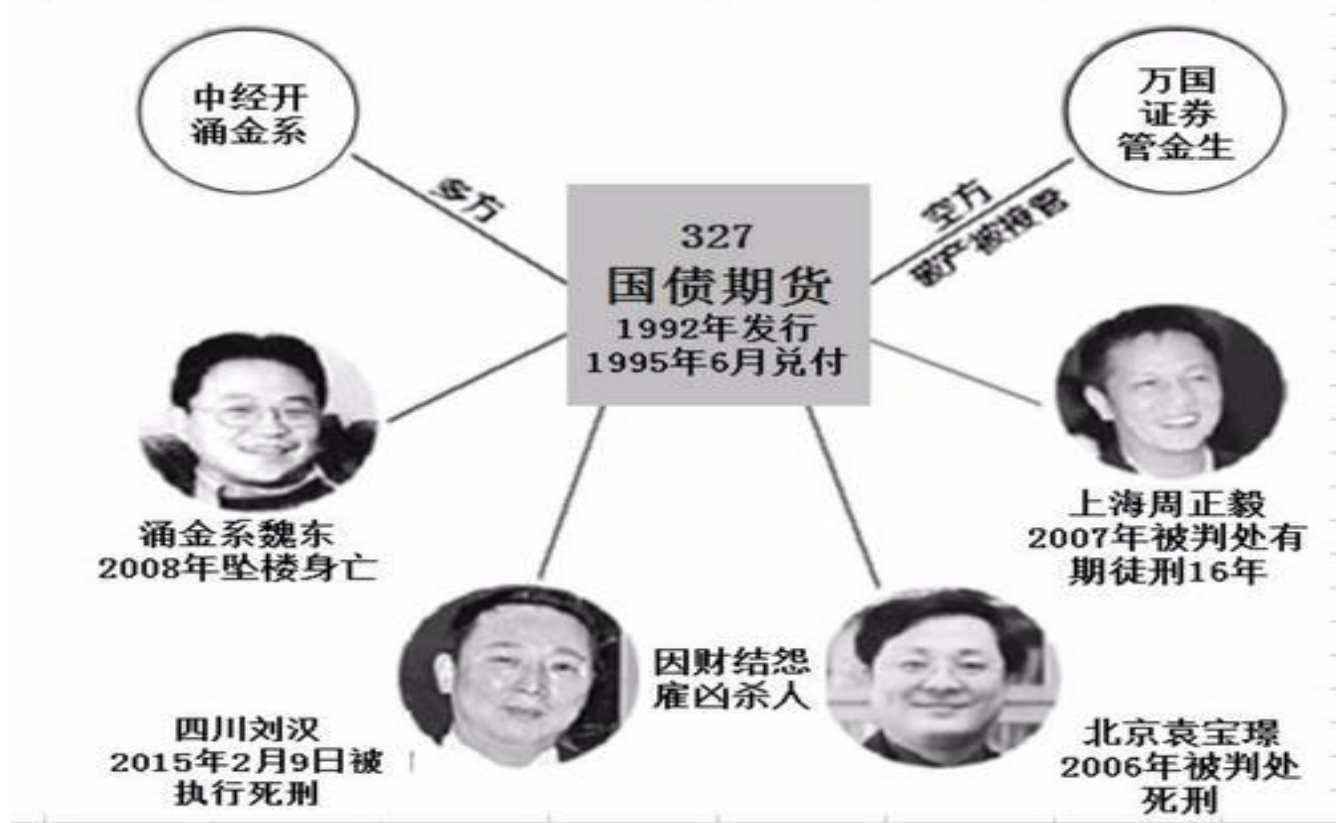 中经开
涌金系
万国
证券
管金生
多方
空方
破产被接管
327
国债期货
1992年发行
1995年6月兑付
涌金系魏东
2008年坠楼身亡
上海周正毅
2007年被判处有
期徒刑16年
因财结怨
雇凶杀人
四川刘汉
2015年2月9日被
执行死刑
北京袁宝璟
2006年被判处
死刑